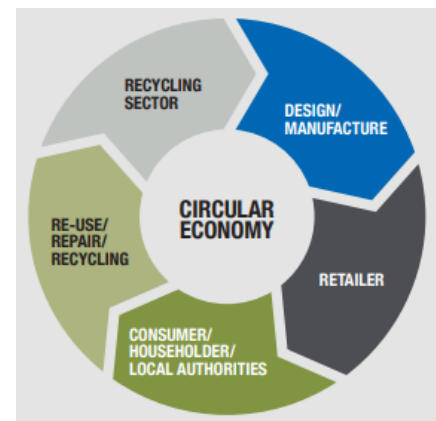 RECYCLING
SECTOR
DESIGN/
MANUFACTURE
CIRCULAR
ECONOMY
RE-USE/
REPAIR/
RECYCLING
RETAILER
CONSUMER/
HOUSEHOLDER/
LOCAL AUTHORITIES